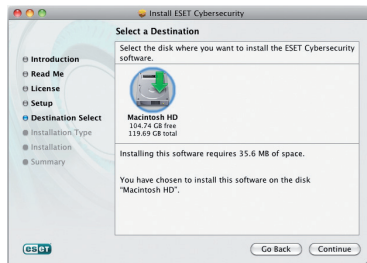 Install ESET Cybersecurity
Select a Destination
Introduction
Read Me
License
Setup
Destination Select
Installation Type
Installation
Summary
Select the disk where you want to install the ESET Cybersecurity
software.
Macintosh HD
104.74 GB free
119.69 GB total
Installing this software requires 35.6 MB of space.
You have chosen to install this software on the disk
"Macintosh HD".
eset
Go Back
Continue